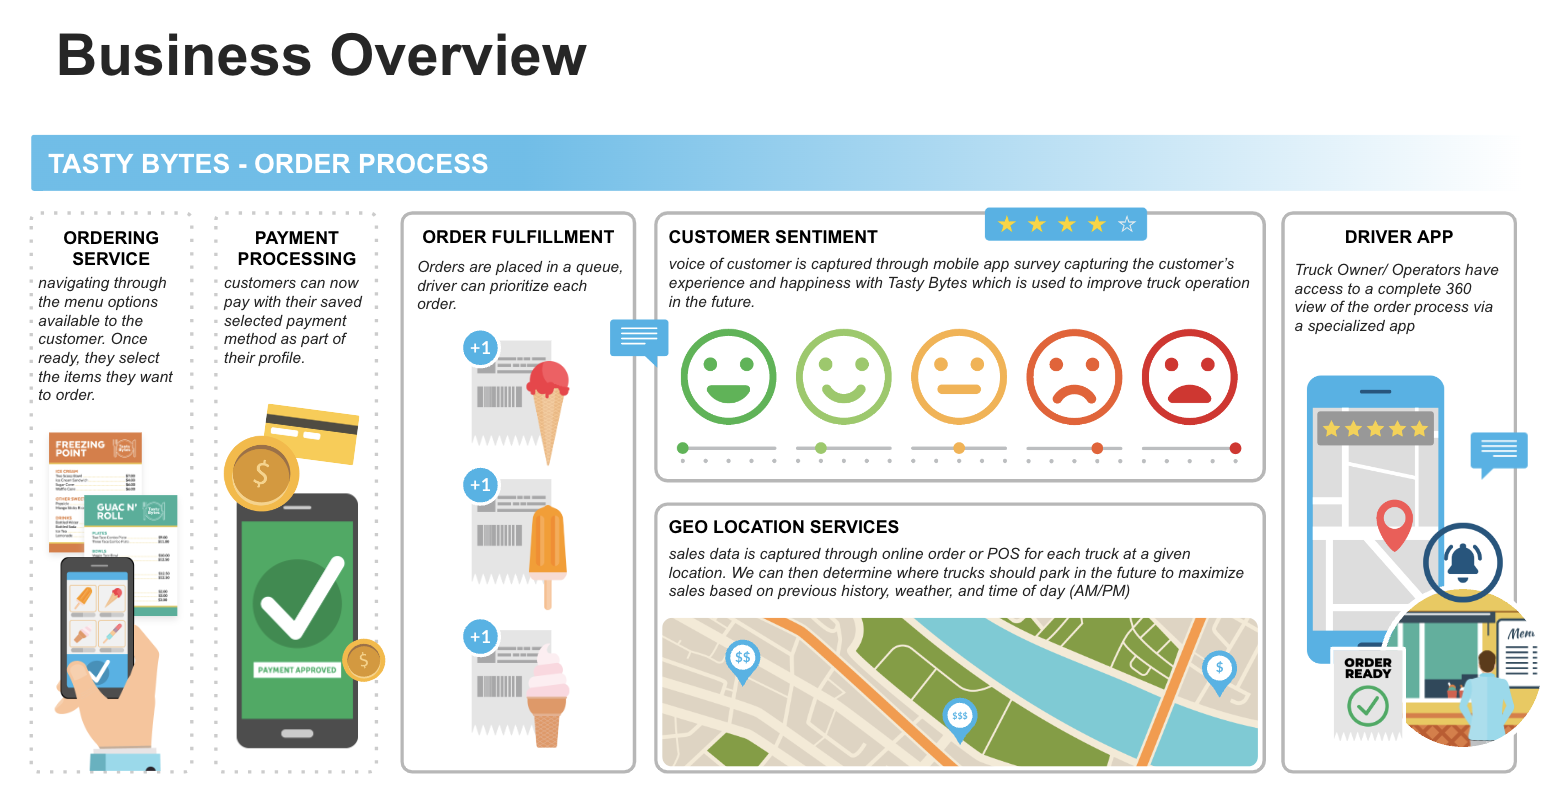 Business Overview
TASTY BYTES - ORDER PROCESS
ORDERING
SERVICE
navigating through
the menu options
available to the
customer. Once
ready, they select
the items they want
to order.
FREEZING
POINT
ICE CREAM
GUAC N'
ROLL
PAYMENT
PROCESSING
customers can now
pay with their saved
selected payment
method as part of
their profile.
$
PAYMENT APPROVED
$
ORDER FULFILLMENT
Orders are placed in a queue,
driver can prioritize each
order.
+1
+1
+1
CUSTOMER SENTIMENT
voice of customer is captured through mobile app survey capturing the customer's
experience and happiness with Tasty Bytes which is used to improve truck operation
in the future.
GEO LOCATION SERVICES
sales data is captured through online order or POS for each truck at a given
location. We can then determine where trucks should park in the future to maximize
sales based on previous history, weather, and time of day (AM/PM)
$$
$$$
$
DRIVER APP
Truck Owner/ Operators have
access to a complete 360
view of the order process via
a specialized app
ORDER
READY